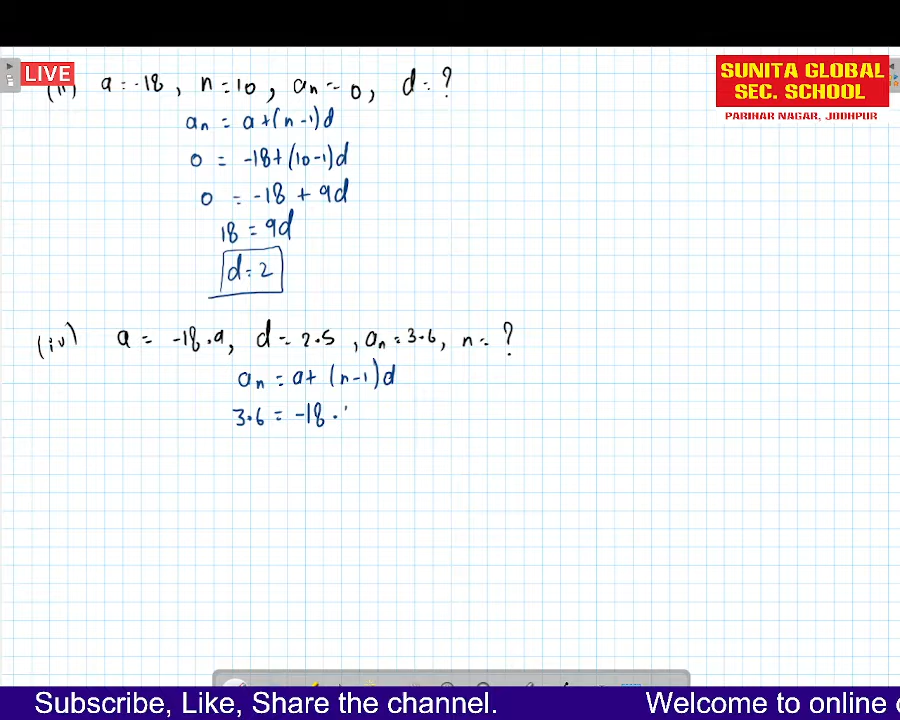 LIVE
SUNITA GLOBAL
SEC. SCHOOL
PARIHAR NAGAR, JODHPUR
(ii) a = -18 , n = 10 , an = 0 , d = ?
an = a + (n - 1)d
0 = -18 + (10 - 1)d
0 = -18 + 9d
18 = 9d
d = 2
(iv) a = -18.9, d = 2.5 , an = 3.6, n = ?
an = a + (n - 1)d
3.6 = -18.
Subscribe, Like, Share the channel.
Welcome to online